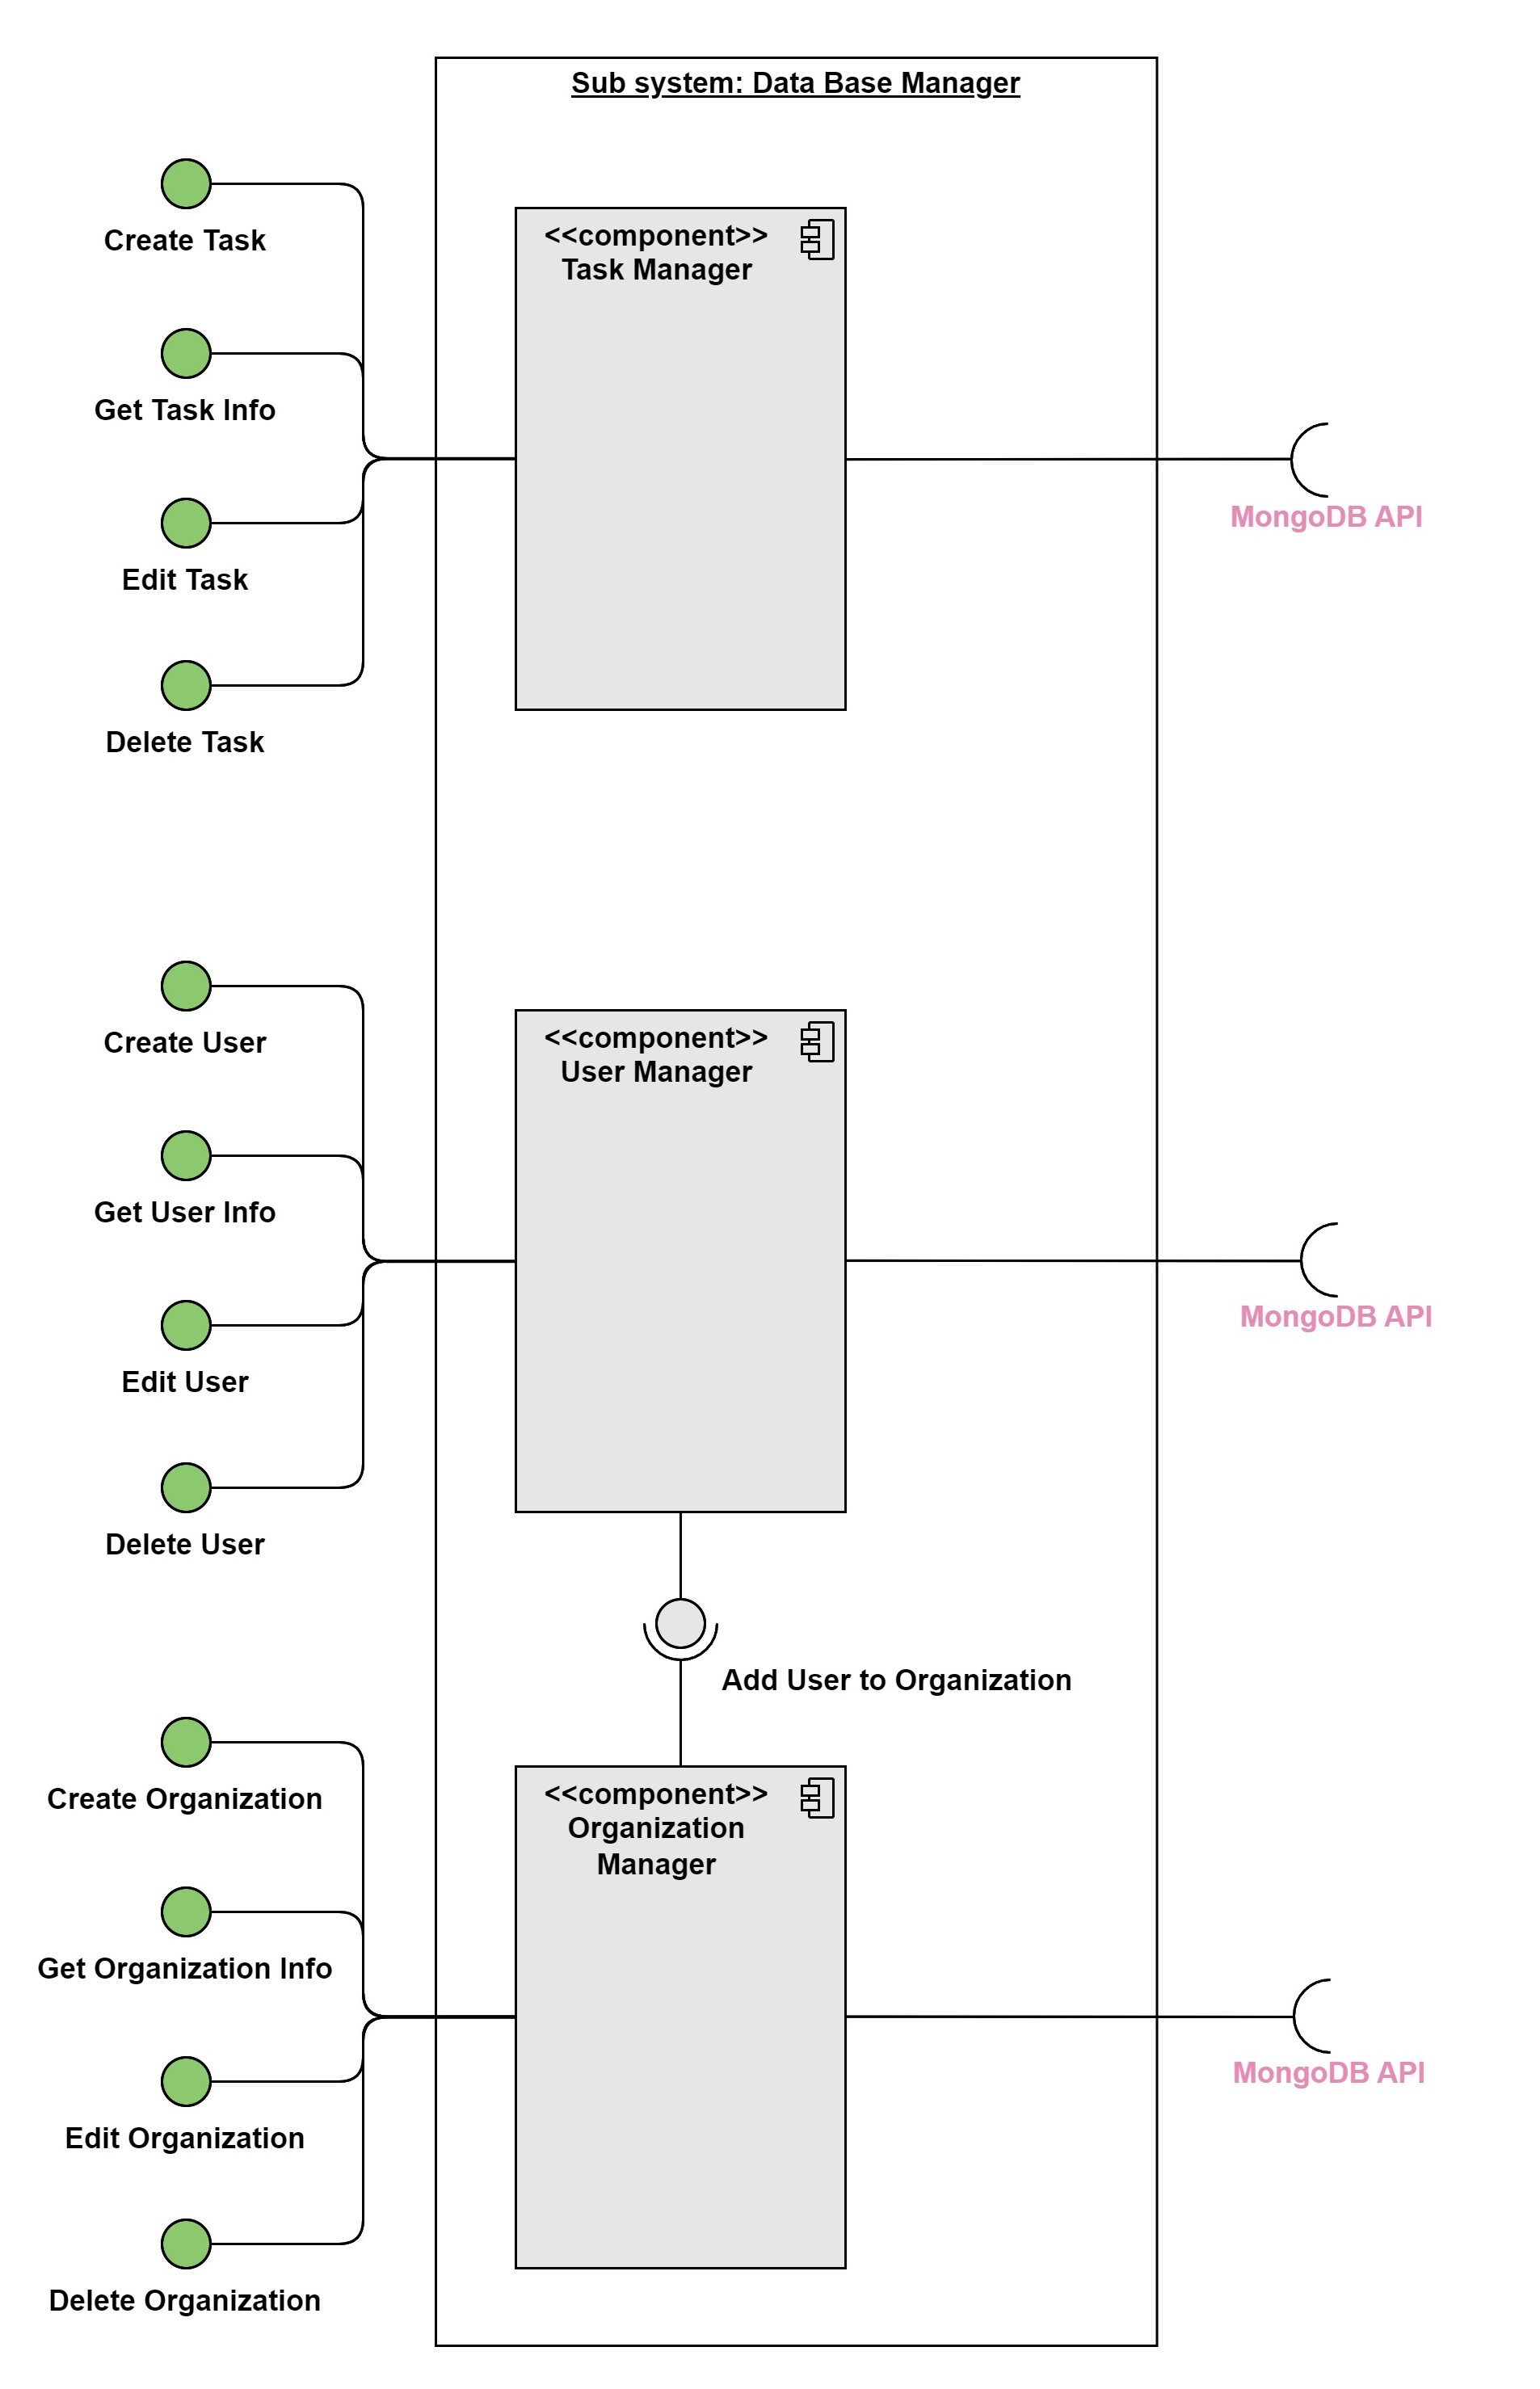 Sub system: Data Base Manager
Create Task
<<component>>
Task Manager
Get Task Info
MongoDB API
Edit Task
Delete Task
Create User
<<component>>
User Manager
Get User Info
MongoDB API
Edit User
Delete User
Add User to Organization
Create Organization
<<component>>
Organization
Manager
Get Organization Info
MongoDB API
Edit Organization
Delete Organization